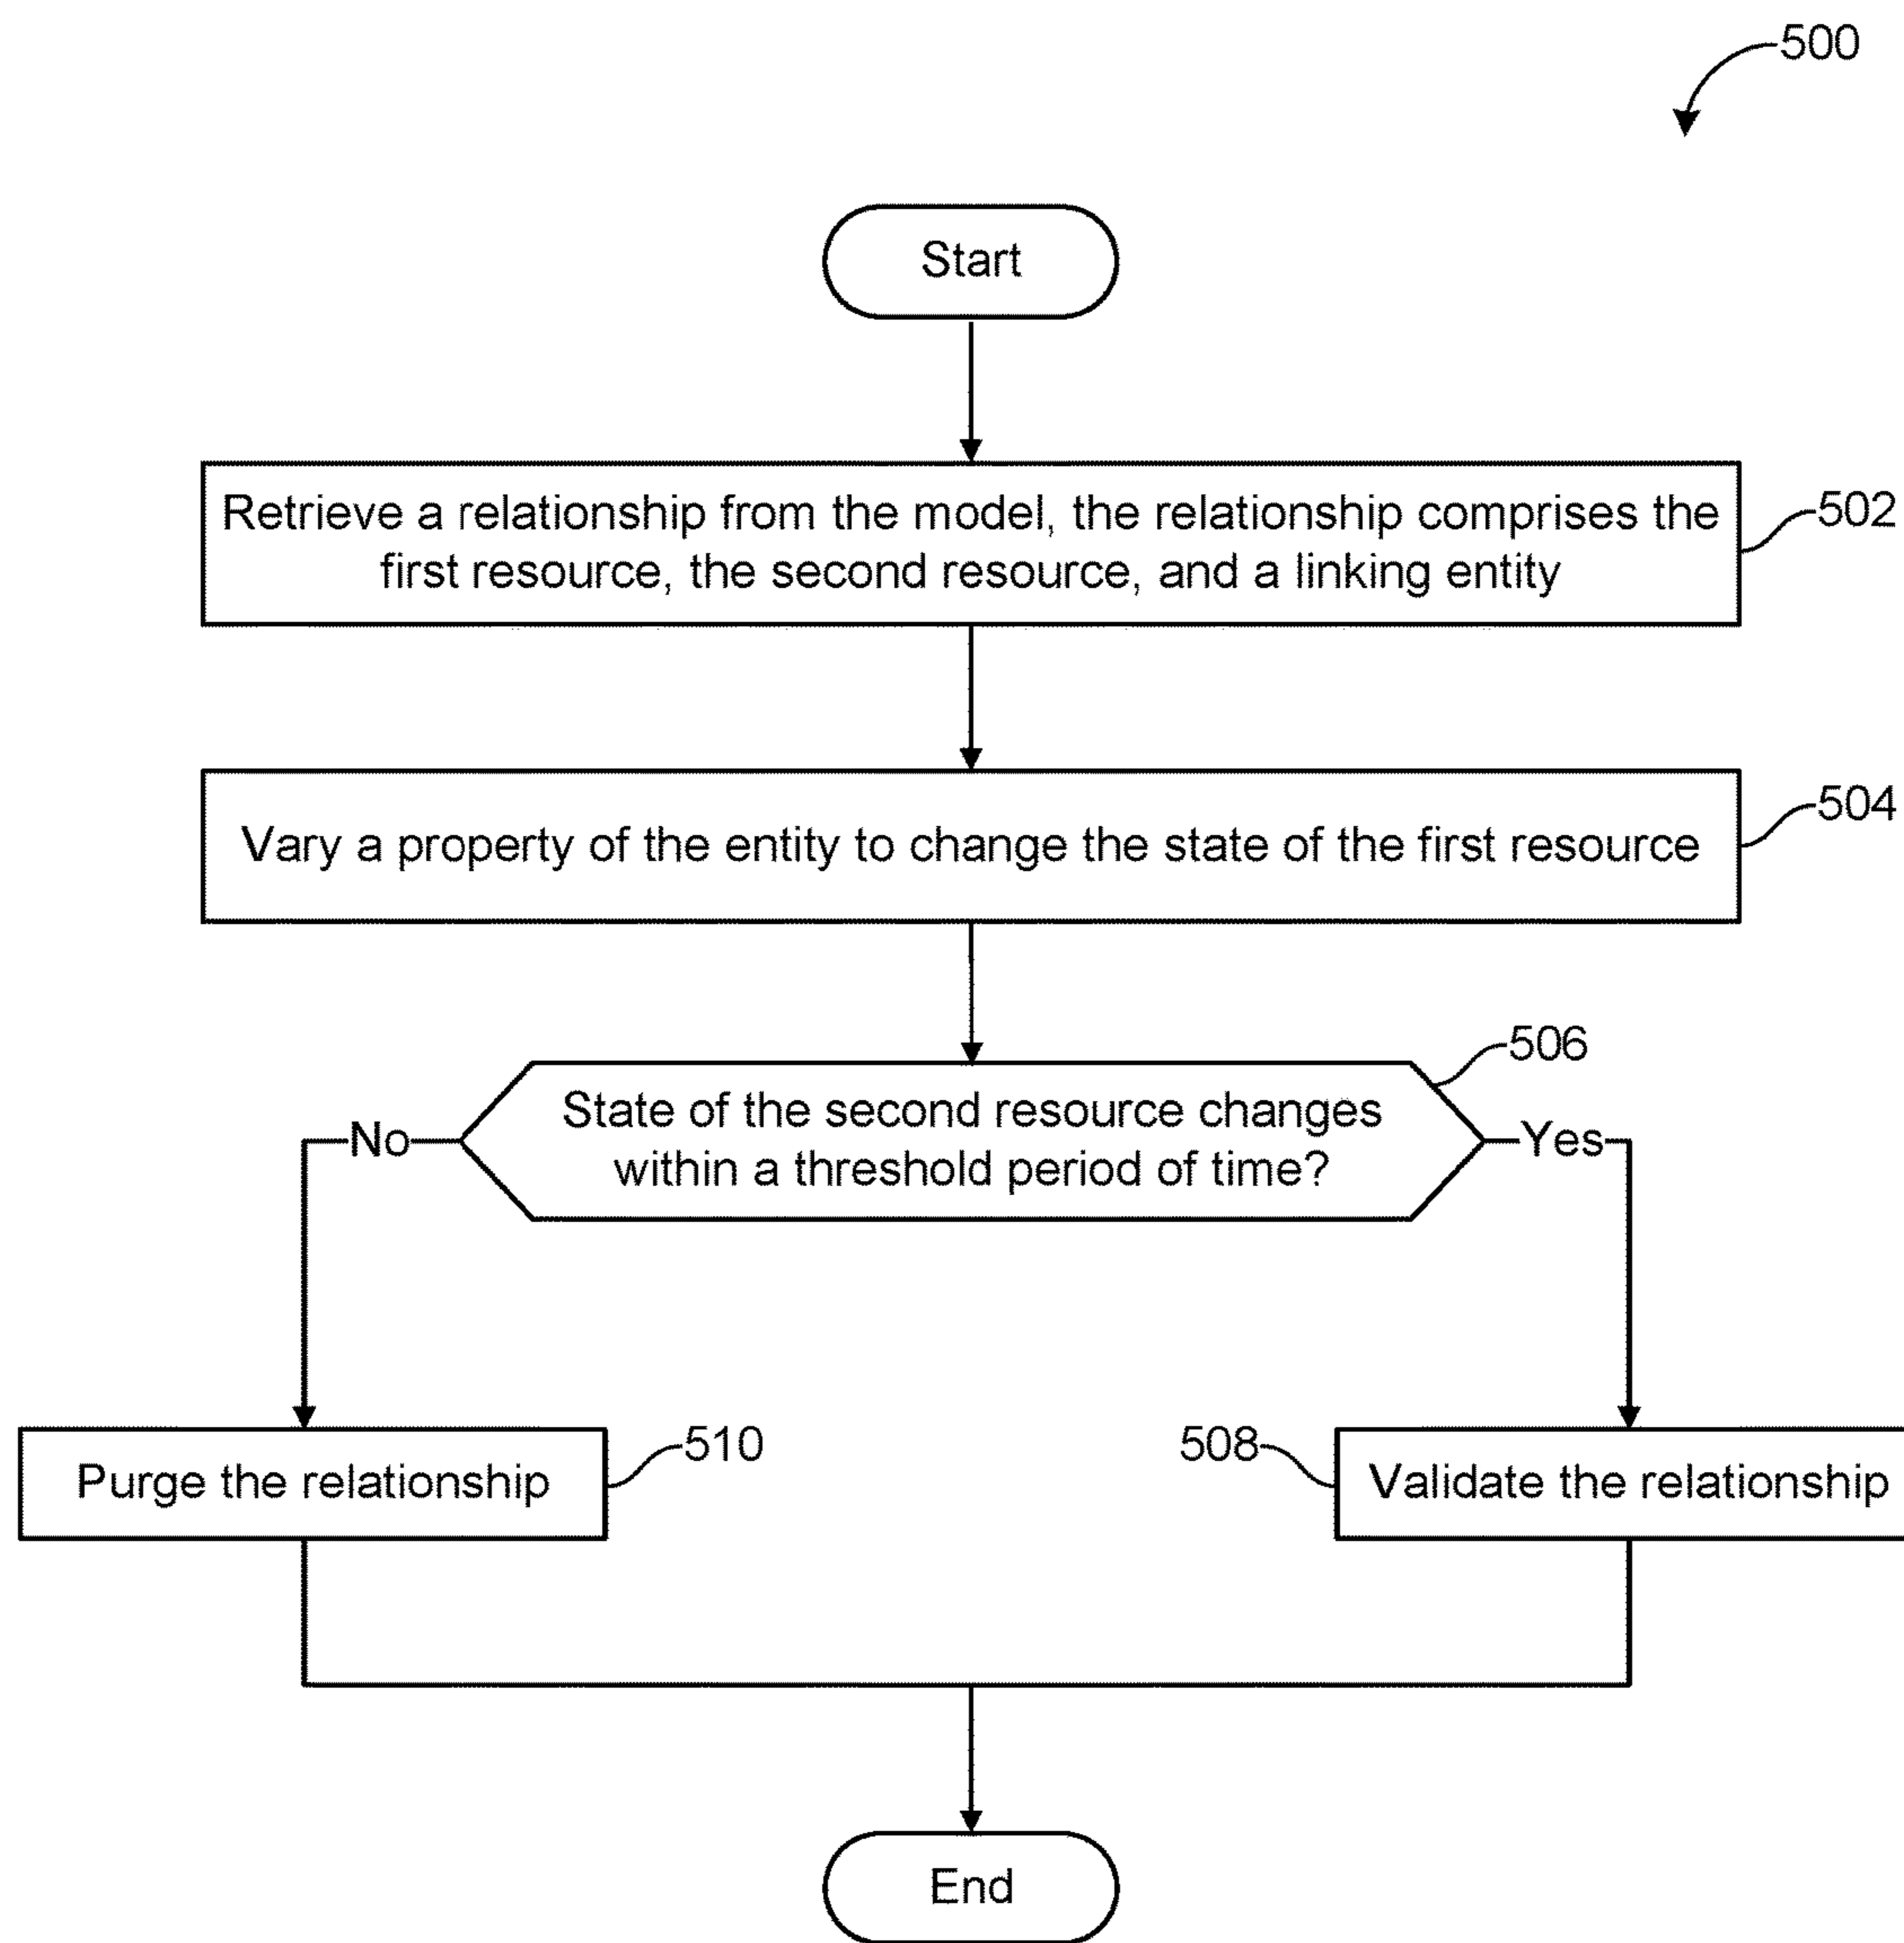 500
Start
Retrieve a relationship from the model, the relationship comprises the
first resource, the second resource, and a linking entity
502
Vary a property of the entity to change the state of the first resource
504
506
State of the second resource changes
within a threshold period of time?
No
Yes
Purge the relationship
510
508
Validate the relationship
End